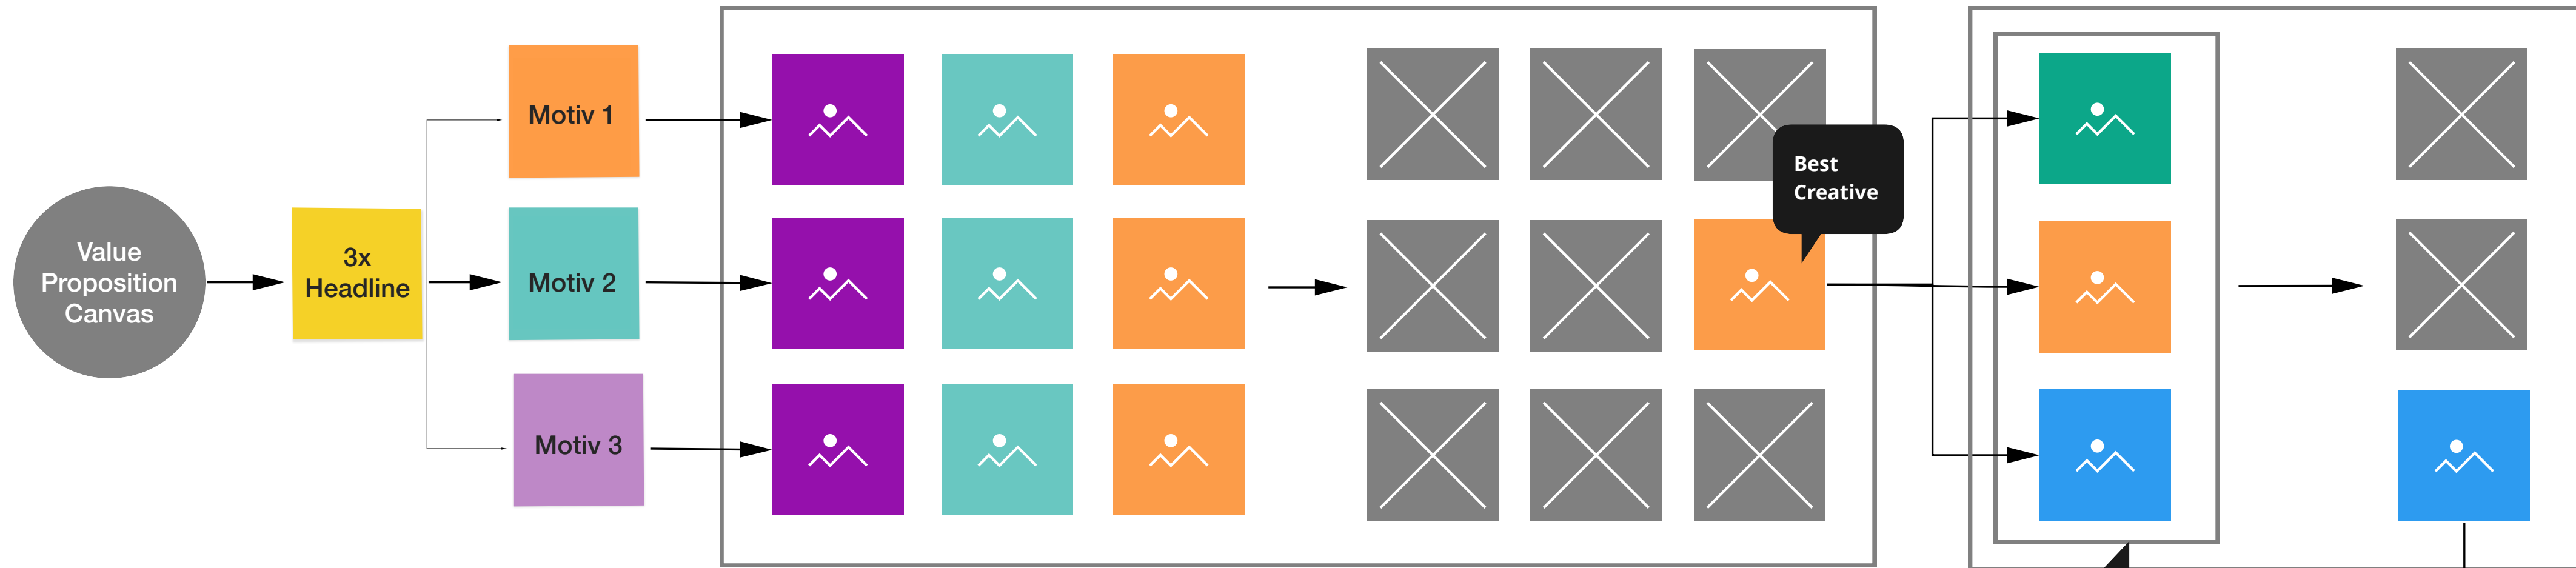 Value
Proposition
Canvas
3x
Headline
Motiv 1
Motiv 2
Motiv 3
Best
Creative